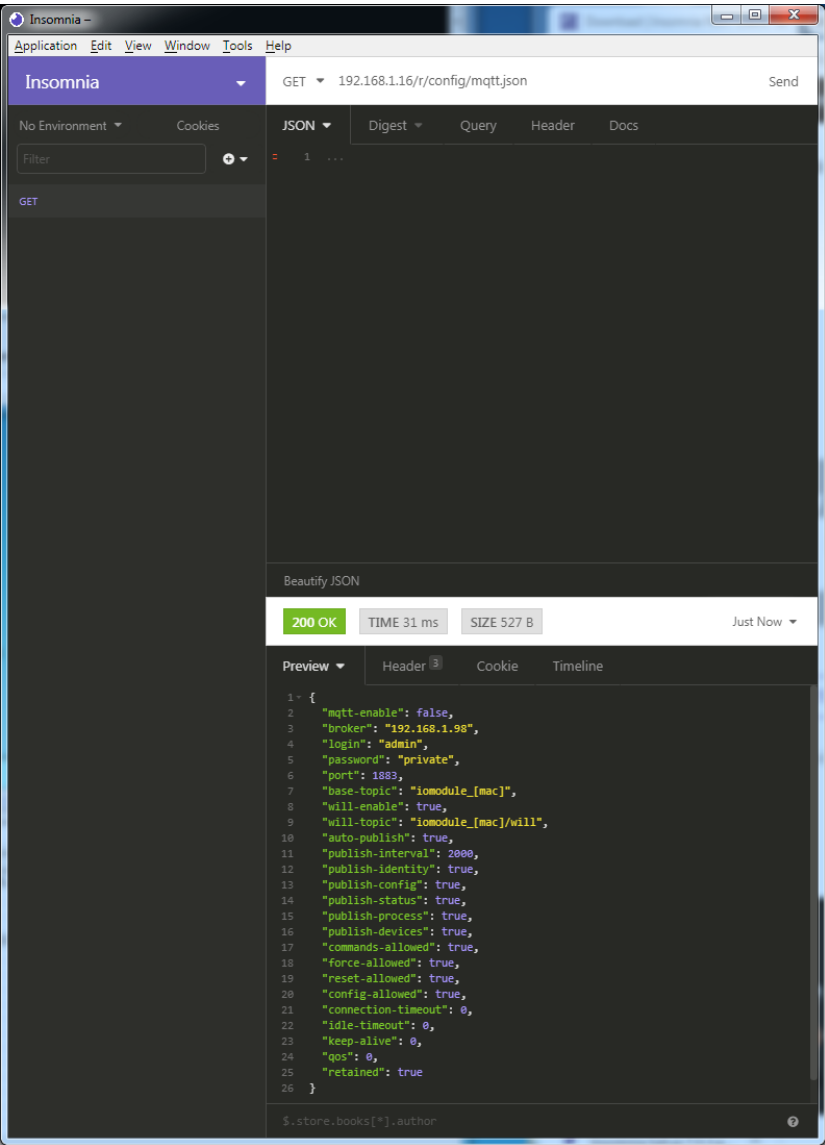 Insomnia –
Application Edit View Window Tools Help
Insomnia
GET 192.168.1.16/r/config/mqtt.json Send
No Environment Cookies
JSON Digest Query Header Docs
Filter
1 ...
GET
Beautify JSON
200 OK TIME 31 ms SIZE 527 B Just Now
Preview Header 3 Cookie Timeline
1 {
2 "mqtt-enable": false,
3 "broker": "192.168.1.98",
4 "login": "admin",
5 "password": "private",
6 "port": 1883,
7 "base-topic": "iomodule_[mac]",
8 "will-enable": true,
9 "will-topic": "iomodule_[mac]/will",
10 "auto-publish": true,
11 "publish-interval": 2000,
12 "publish-identity": true,
13 "publish-config": true,
14 "publish-status": true,
15 "publish-process": true,
16 "publish-devices": true,
17 "commands-allowed": true,
18 "force-allowed": true,
19 "reset-allowed": true,
20 "config-allowed": true,
21 "connection-timeout": 0,
22 "idle-timeout": 0,
23 "keep-alive": 0,
24 "qos": 0,
25 "retained": true
26 }
$.store.books[*].author